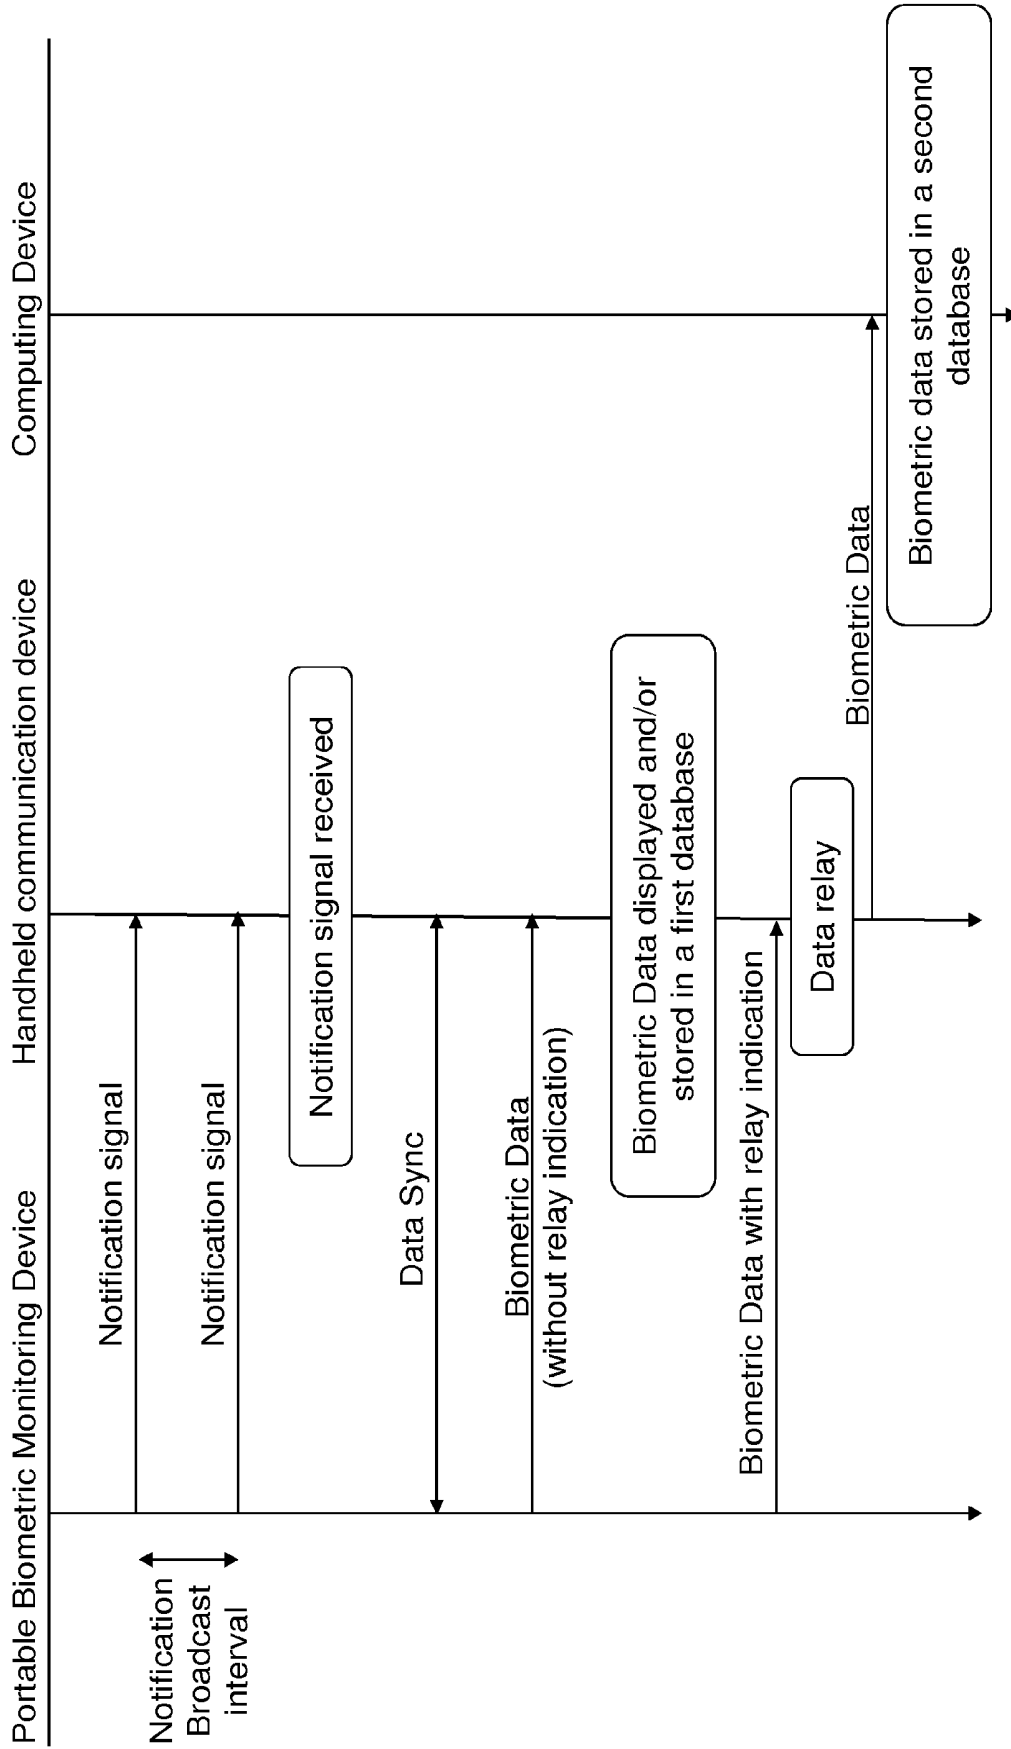 Portable Biometric Monitoring Device
Handheld communication device
Computing Device
Notification
Broadcast
interval
Notification signal
Notification signal
Notification signal received
Data Sync
Biometric Data
(without relay indication)
Biometric Data displayed and/or
stored in a first database
Biometric Data with relay indication
Data relay
Biometric Data
Biometric data stored in a second
database